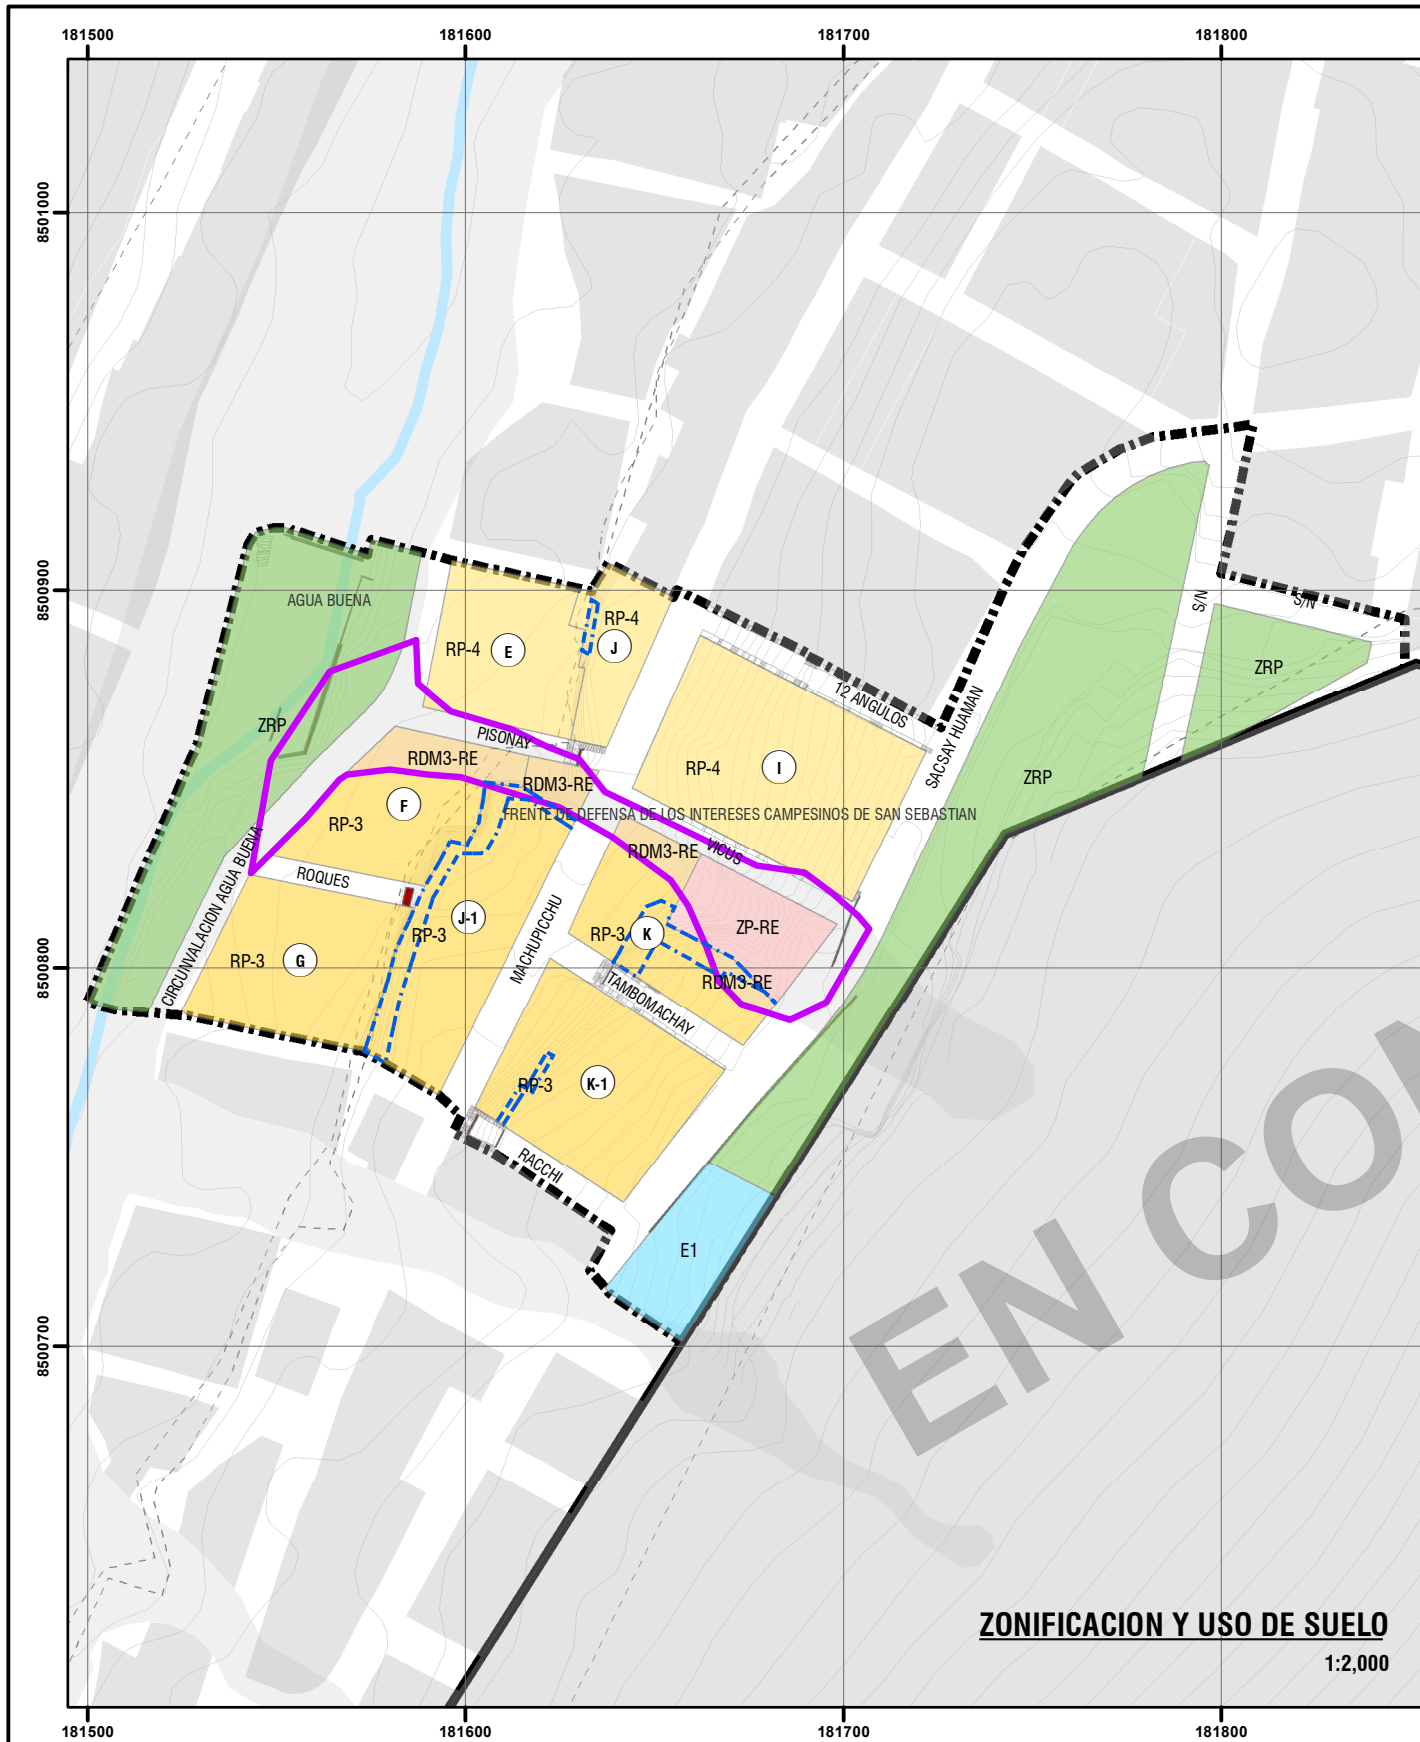 181500
181600
181700
181800
8501000
8500900
8500800
8500700
AGUA BUENA
RP-4
E
RP-4
J
S/N
S/N
ZRP
12 ANGULOS
SACSAY HUAMAN
ZRP
PISONAY
RDM3-RE
RDM3-RE
RP-4
I
ZRP
F
RP-3
FRENTE DE DEFENSA DE LOS INTERESES CAMPESINOS DE SAN SEBASTIAN
VICUS
RDM3-RE
ROQUES
CIRCUNVALACION AGUA BUENA
J-1
RP-3
MACHUPICCHU
RP-3
K
ZP-RE
RP-3
G
RDM3-RE
TAMBOMACHAY
RP-3
K-1
RACCHI
E1
EN CO
ZONIFICACION Y USO DE SUELO
1:2,000
181500
181600
181700
181800